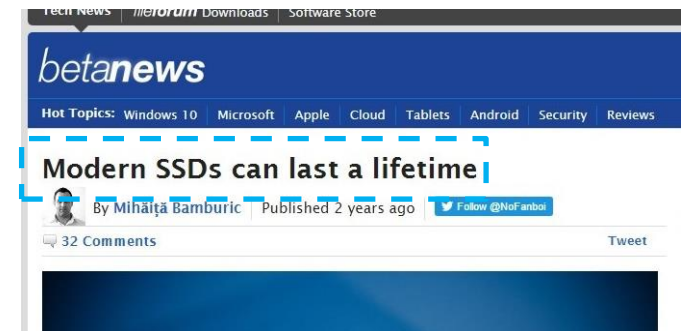 Tech News fileforum Downloads Software Store
betanews
Hot Topics: Windows 10 Microsoft Apple Cloud Tablets Android Security Reviews
Modern SSDs can last a lifetime
By Mihăiță Bamburic Published 2 years ago Follow @NoFanboi
32 Comments Tweet